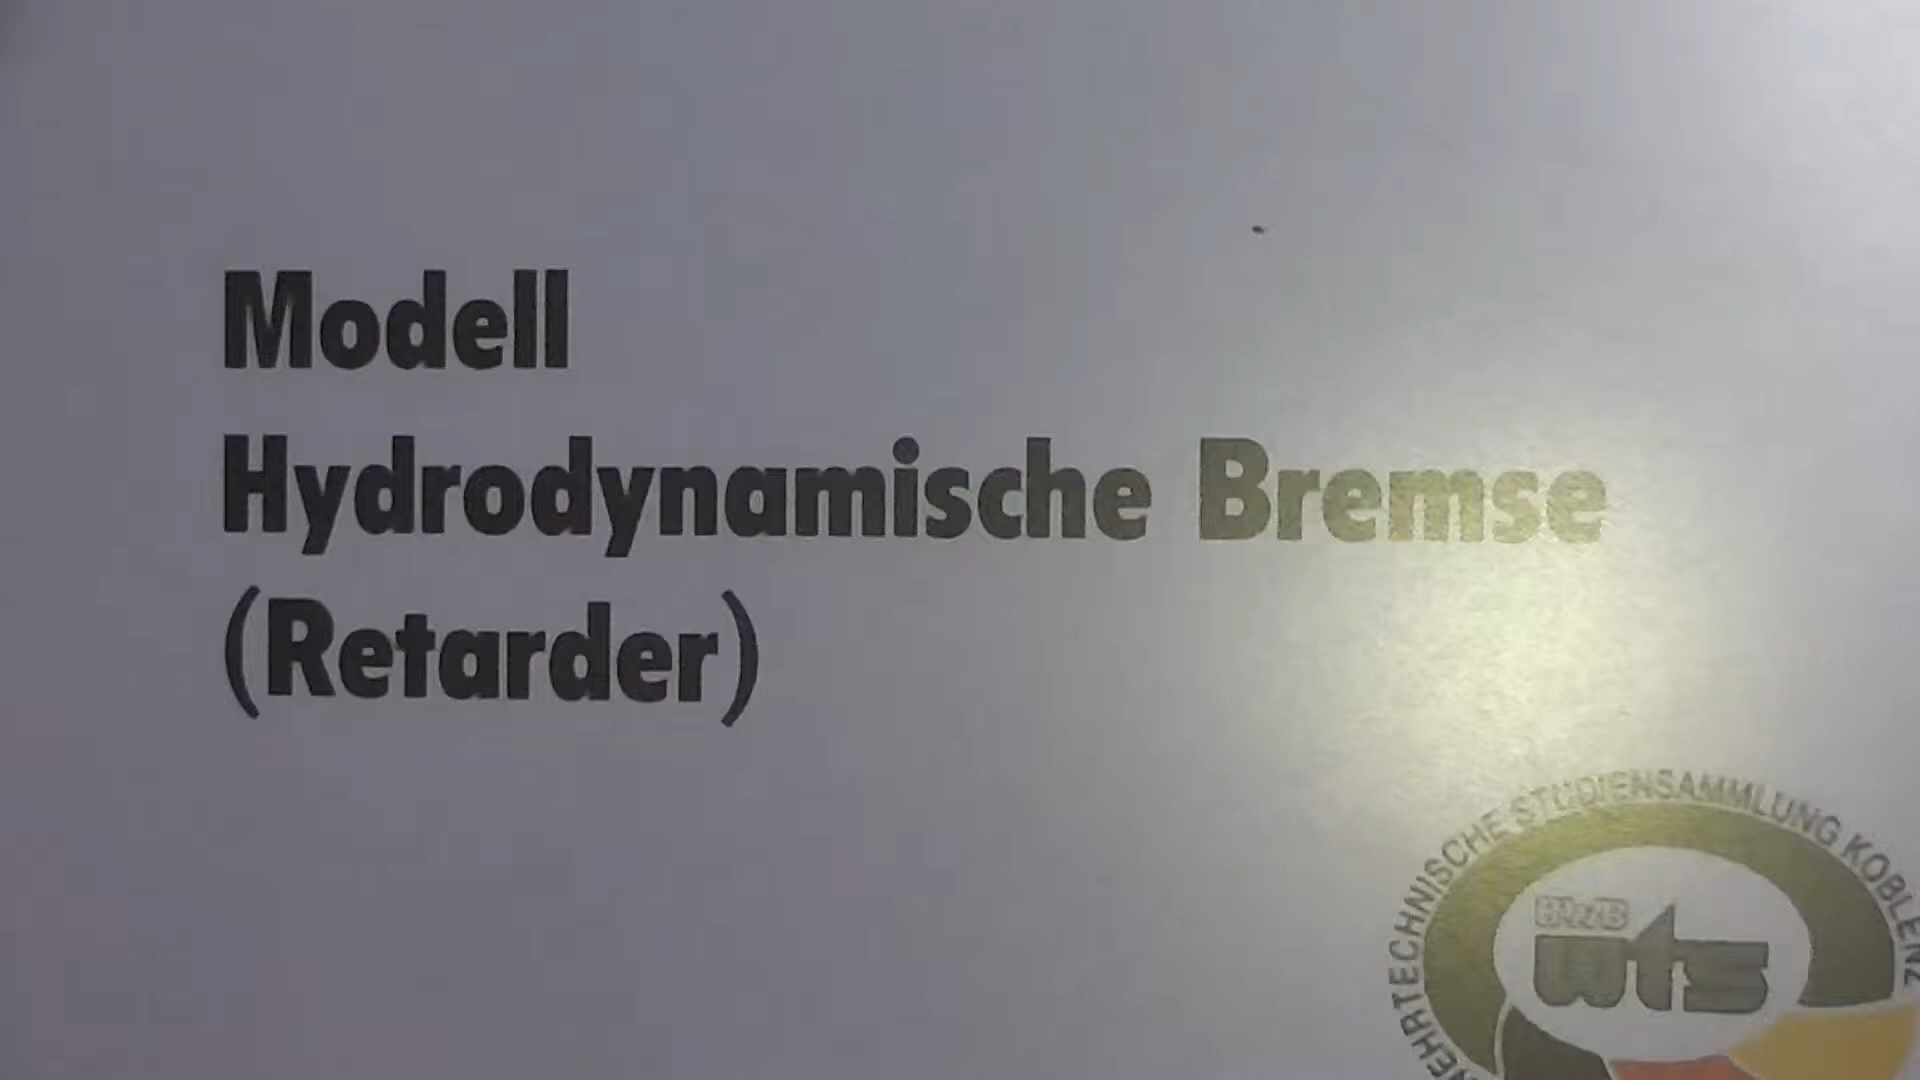 Modell
Hydrodynamische Bremse
(Retarder)
WEHRTECHNISCHE STUDIENSAMMLUNG KOBLENZ
BWB
wts